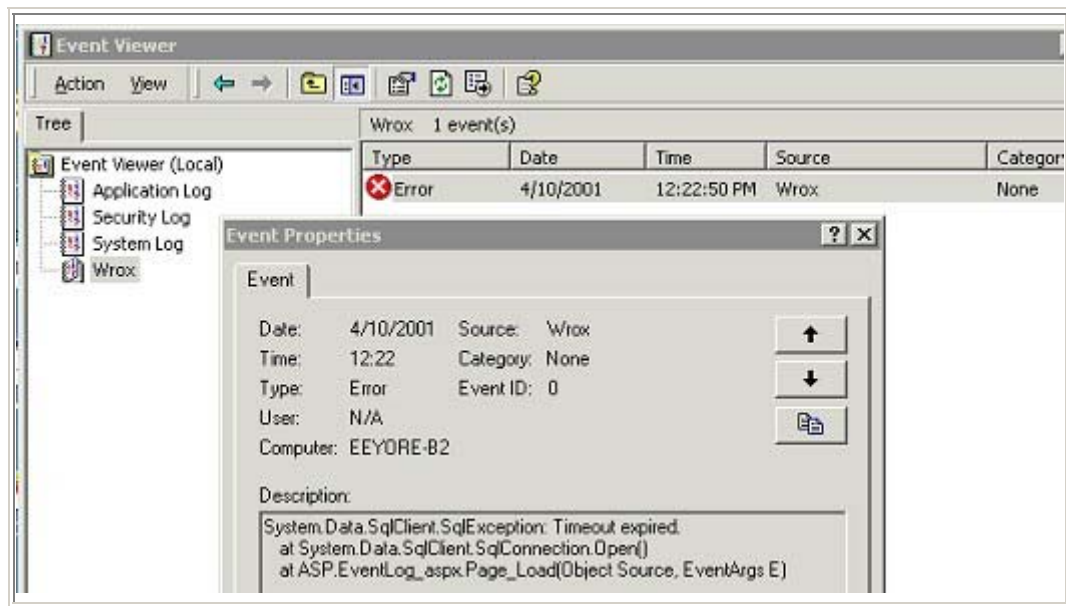 Event Viewer
Action View
Tree
Wrox 1 event(s)
Type Date Time Source Categor
Error 4/10/2001 12:22:50 PM Wrox None
Event Viewer (Local)
Application Log
Security Log
System Log
Wrox
Event Properties
Event
Date: 4/10/2001 Source: Wrox
Time: 12:22 Category: None
Type: Error Event ID: 0
User: N/A
Computer: EEYORE-B2
Description:
System.Data.SqlClient.SqlException: Timeout expired.
at System.Data.SqlClient.SqlConnection.Open()
at ASP.EventLog_aspx.Page_Load(Object Source, EventArgs E)